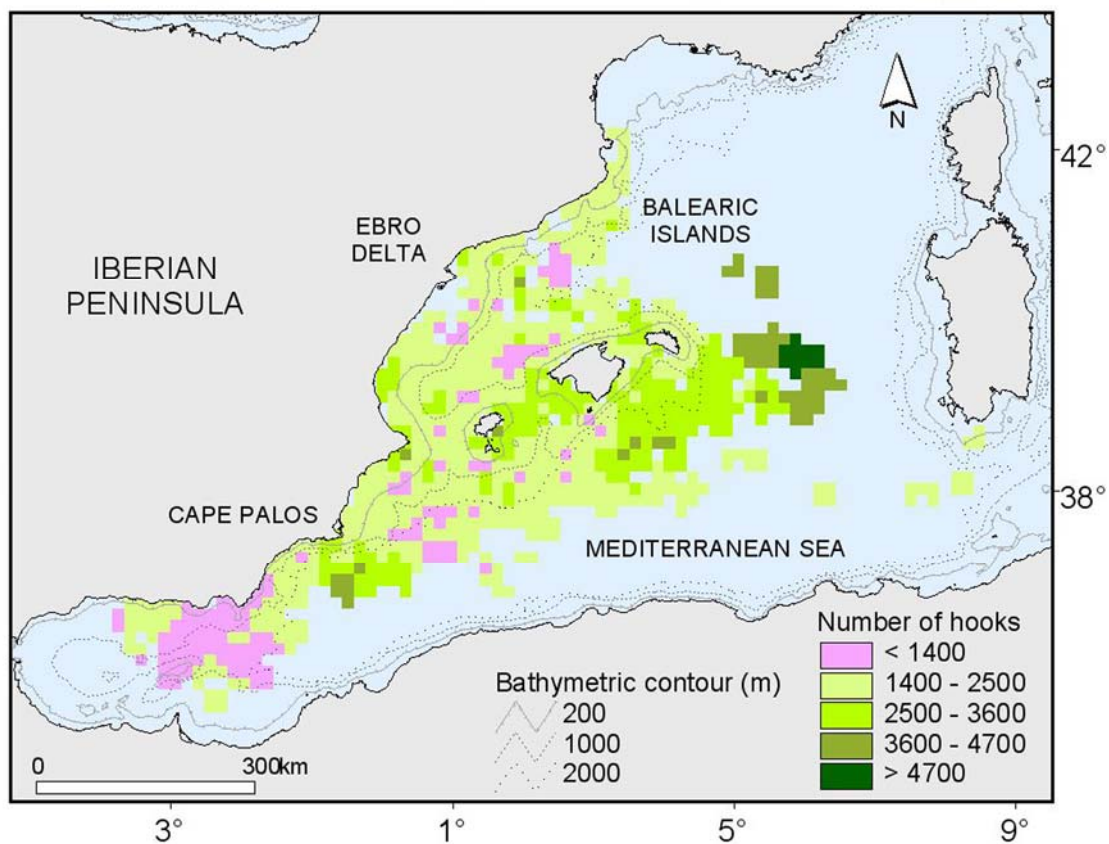 N
42°
EBRO
DELTA
BALEARIC
ISLANDS
IBERIAN
PENINSULA
38°
CAPE PALOS
MEDITERRANEAN SEA
Number of hooks
< 1400
1400 - 2500
2500 - 3600
3600 - 4700
> 4700
Bathymetric contour (m)
200
1000
2000
0 300km
3° 1° 5° 9°